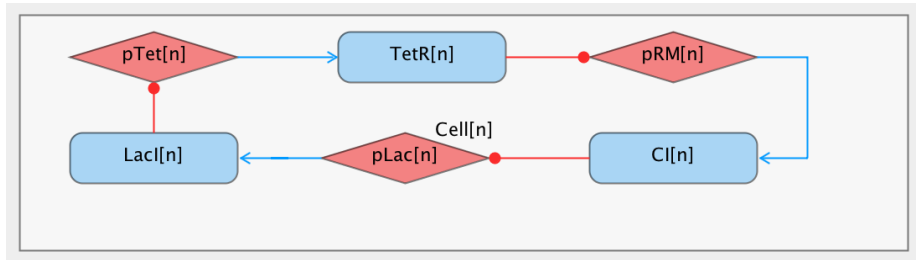 pTet[n]
TetR[n]
pRM[n]
Cell[n]
LacI[n]
pLac[n]
CI[n]